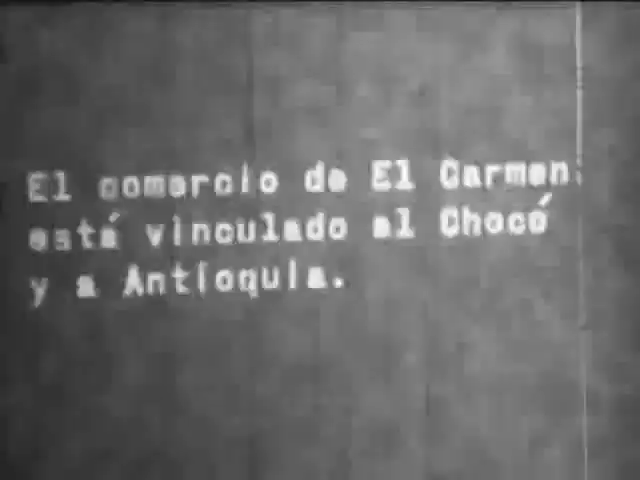 El comercio de El Carmen
está vinculado al Chocó
y a Antioquia.